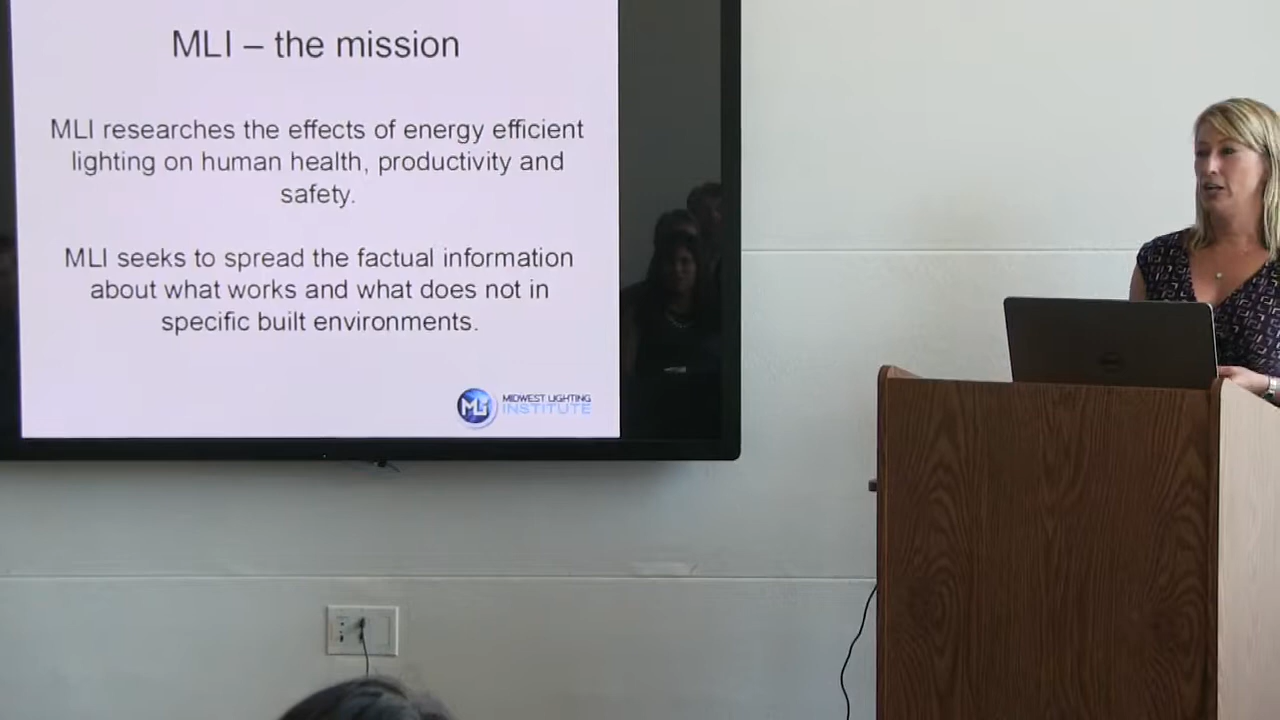 MLI – the mission
MLI researches the effects of energy efficient
lighting on human health, productivity and
safety.
MLI seeks to spread the factual information
about what works and what does not in
specific built environments.
MLI MIDWEST LIGHTING
INSTITUTE